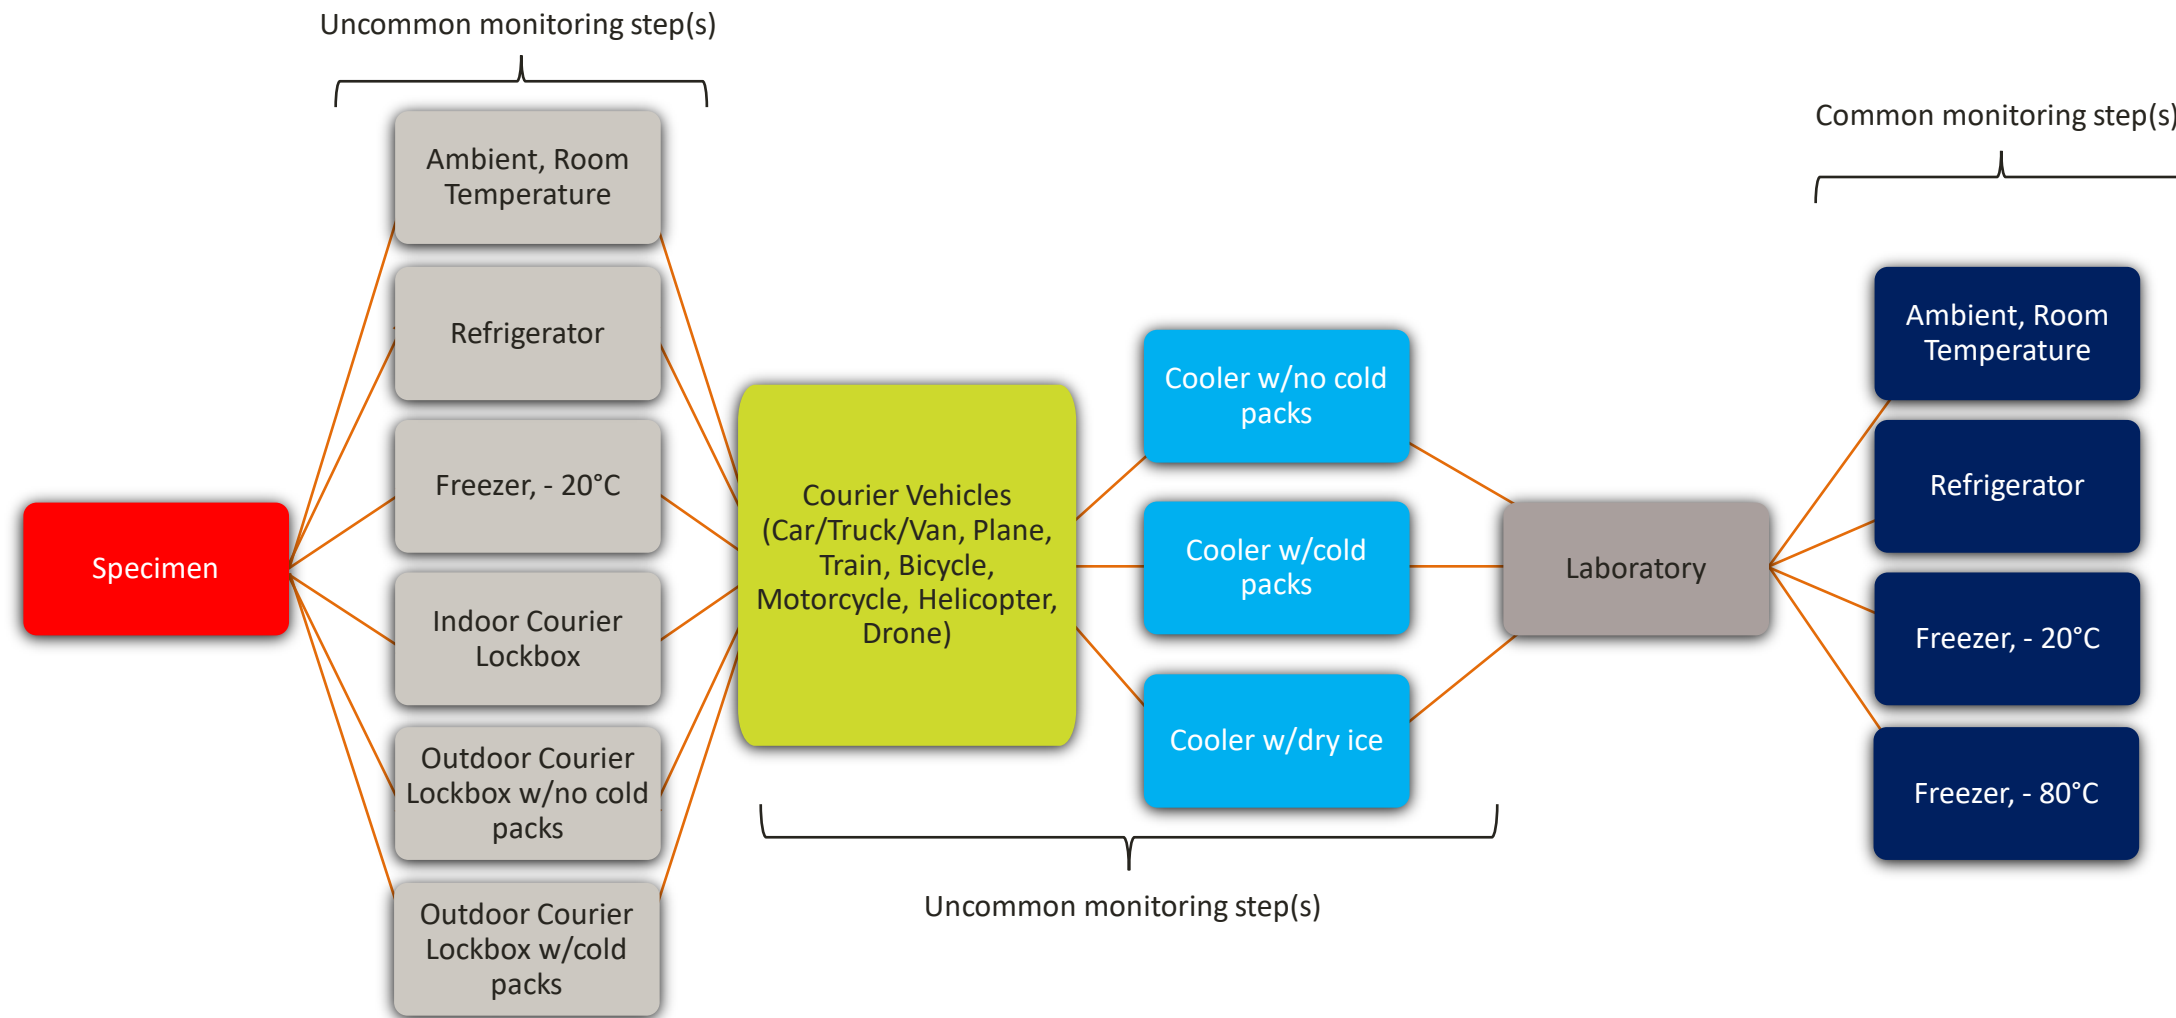 Uncommon monitoring step(s)
Common monitoring step(s)
Specimen
Ambient, Room
Temperature
Refrigerator
Freezer, - 20°C
Indoor Courier
Lockbox
Outdoor Courier
Lockbox w/no cold
packs
Outdoor Courier
Lockbox w/cold
packs
Courier Vehicles
(Car/Truck/Van, Plane,
Train, Bicycle,
Motorcycle, Helicopter,
Drone)
Cooler w/no cold
packs
Cooler w/cold
packs
Cooler w/dry ice
Uncommon monitoring step(s)
Laboratory
Ambient, Room
Temperature
Refrigerator
Freezer, - 20°C
Freezer, - 80°C